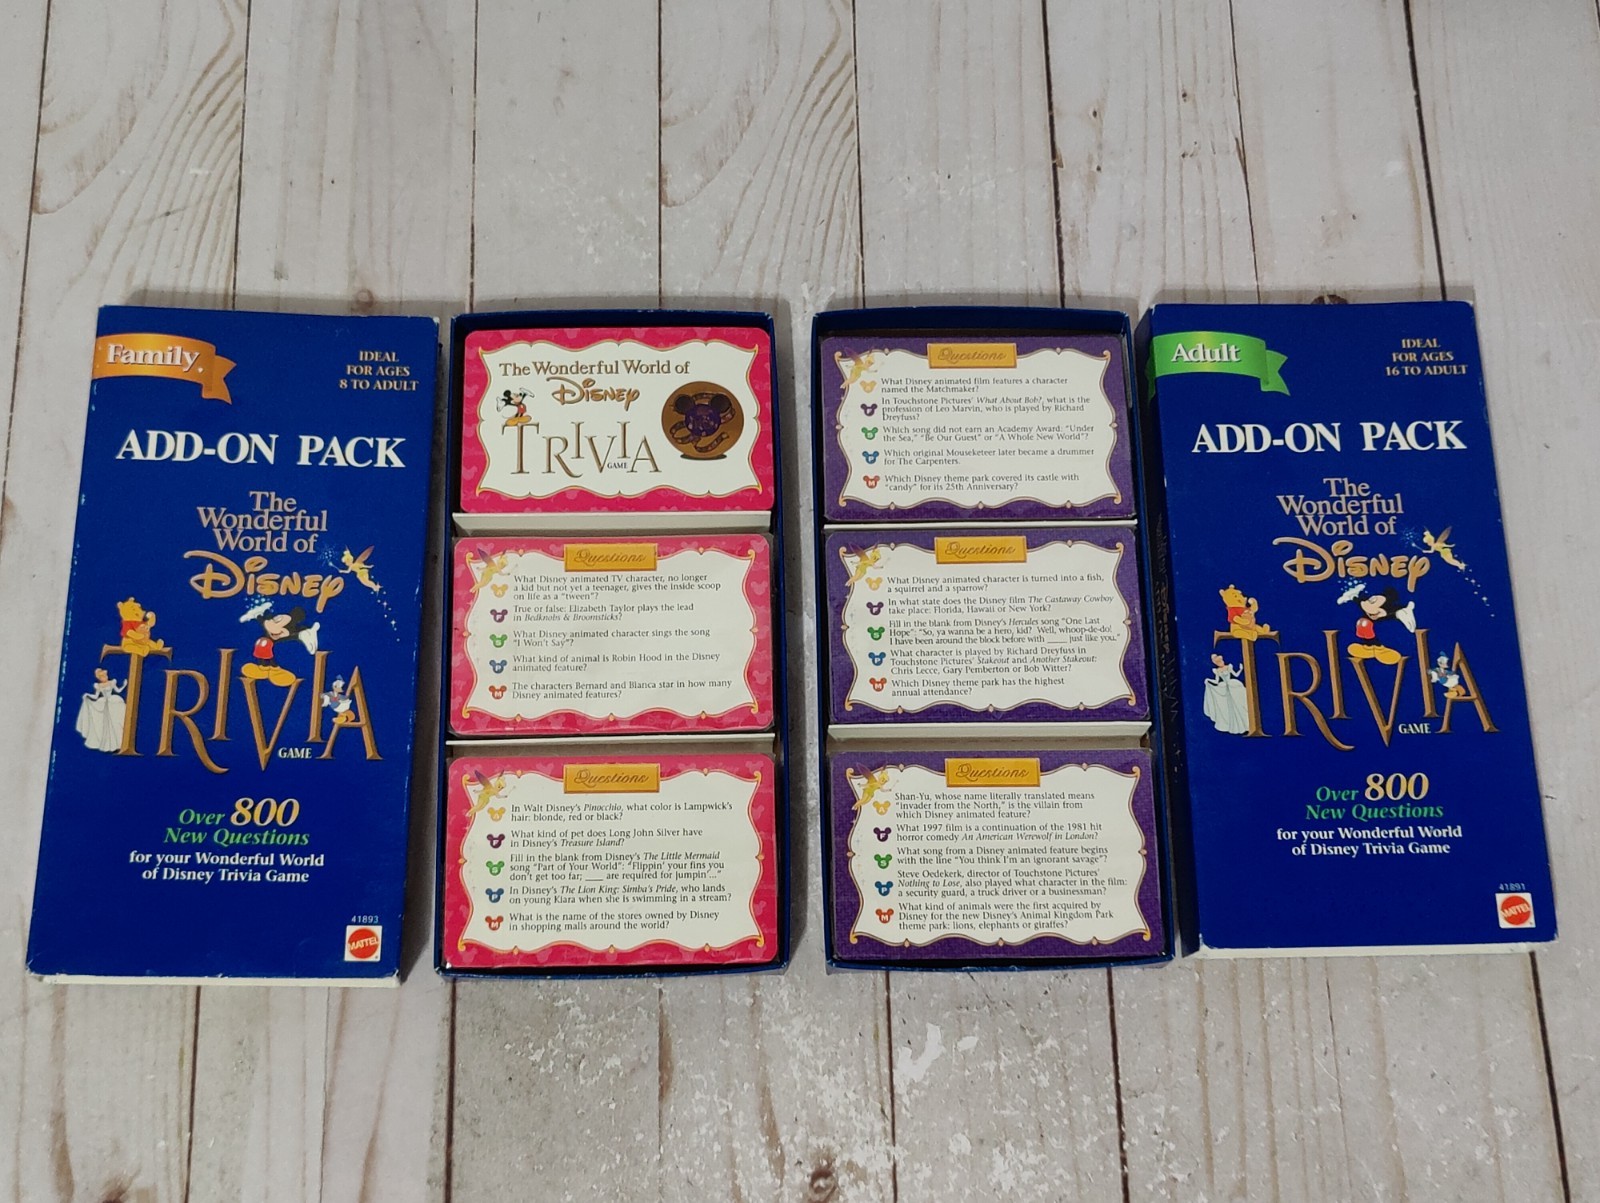 Family
IDEAL
FOR AGES
8 TO ADULT
ADD-ON PACK
The
Wonderful
World of
Disney
TRIVIA
GAME
Over 800
New Questions
for your Wonderful World
of Disney Trivia Game
41893
MATTEL
The Wonderful World of
Disney
TRIVIA
GAME
Questions
What Disney animated TV character, no longer
a kid but not yet a teenager, gives the inside scoop
on life as a "tween"?
True or false: Elizabeth Taylor plays the lead
in Bedknobs & Broomsticks?
What Disney animated character sings the song
"I Won't Say"?
What kind of animal is Robin Hood in the Disney
animated feature?
The characters Bernard and Bianca star in how many
Disney animated features?
Questions
In Walt Disney's Pinocchio, what color is Lampwick's
hair: blonde, red or black?
What kind of pet does Long John Silver have
in Disney's Treasure Island?
Fill in the blank from Disney's The Little Mermaid
song "Part of Your World": "Flippin' your fins you
don't get too far; ___ are required for jumpin'..."
In Disney's The Lion King: Simba's Pride, who lands
on young Kiara when she is swimming in a stream?
What is the name of the stores owned by Disney
in shopping malls around the world?
Questions
What Disney animated film features a character
named the Matchmaker?
In Touchstone Pictures' What About Bob?, what is the
profession of Leo Marvin, who is played by Richard
Dreyfuss?
Which song did not earn an Academy Award: "Under
the Sea," "Be Our Guest" or "A Whole New World"?
Which original Mouseketeer later became a drummer
for The Carpenters.
Which Disney theme park covered its castle with
"candy" for its 25th Anniversary?
Questions
What Disney animated character is turned into a fish,
a squirrel and a sparrow?
In what state does the Disney film The Castaway Cowboy
take place: Florida, Hawaii or New York?
Fill in the blank from Disney's Hercules song "One Last
Hope": "So, ya wanna be a hero, kid? Well, whoop-de-do!
I have been around the block before with ____ just like you."
What character is played by Richard Dreyfuss in
Touchstone Pictures' Stakeout and Another Stakeout:
Chris Lecce, Gary Pemberton or Bob Witter?
Which Disney theme park has the highest
annual attendance?
Questions
Shan-Yu, whose name literally translated means
"invader from the North," is the villain from
which Disney animated feature?
What 1997 film is a continuation of the 1981 hit
horror comedy An American Werewolf in London?
What song from a Disney animated feature begins
with the line "You think I'm an ignorant savage"?
Steve Oedekerk, director of Touchstone Pictures'
Nothing to Lose, also played what character in the film:
a security guard, a truck driver or a businessman?
What kind of animals were the first acquired by
Disney for the new Disney's Animal Kingdom Park
theme park: lions, elephants or giraffes?
Adult
IDEAL
FOR AGES
16 TO ADULT
ADD-ON PACK
The
Wonderful
World of
Disney
TRIVIA
GAME
Over 800
New Questions
for your Wonderful World
of Disney Trivia Game
41891
MATTEL